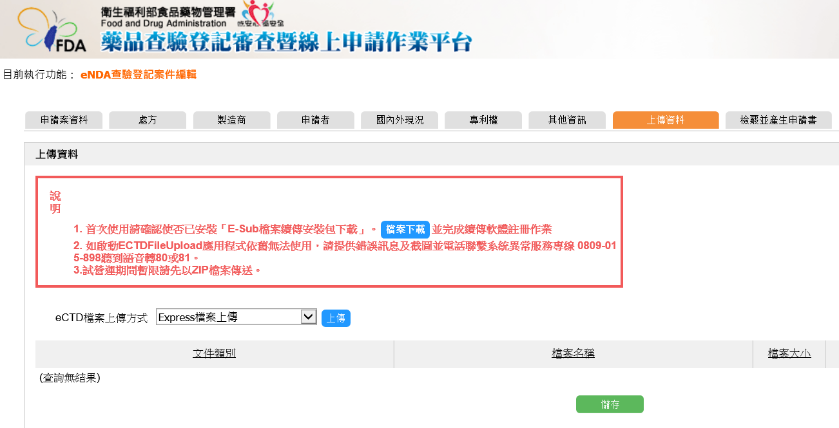 衛生福利部食品藥物管理署
Food and Drug Administration
FDA
藥品查驗登記審查暨線上申請作業平台
目前執行功能： eNDA查驗登記案件編輯
申請案資料 處方 製造商 申請者 國內外現況 專利權 其他資訊 上傳資料 檢覈並產生申請書
上傳資料
說
明
1. 首次使用請確認使否已安裝「E-Sub檔案續傳安裝包下載」。 檔案下載 並完成續傳軟體註冊作業
2. 如啟動ECTDFileUpload應用程式依舊無法使用，請提供錯誤訊息及截圖並電話聯繫系統異常服務專線 0809-01
5-898聽到語音轉80或81。
3.試營運期間暫限請先以ZIP檔案傳送。
eCTD檔案上傳方式 Express檔案上傳 上傳
文件類別 檔案名稱 檔案大小
(查詢無結果)
儲存